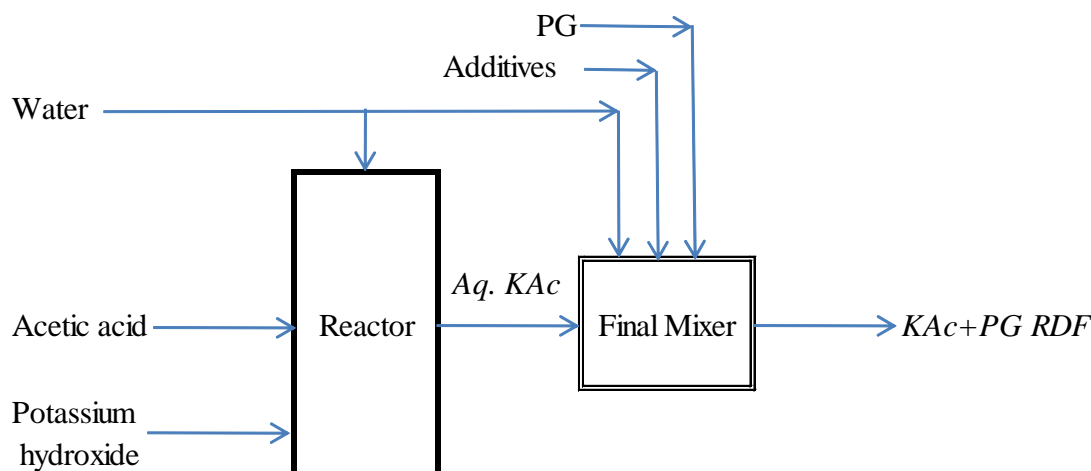 PG
Additives
Water
Aq. KAc
Acetic acid
Reactor
Final Mixer
KAc+PG RDF
Potassium
hydroxide